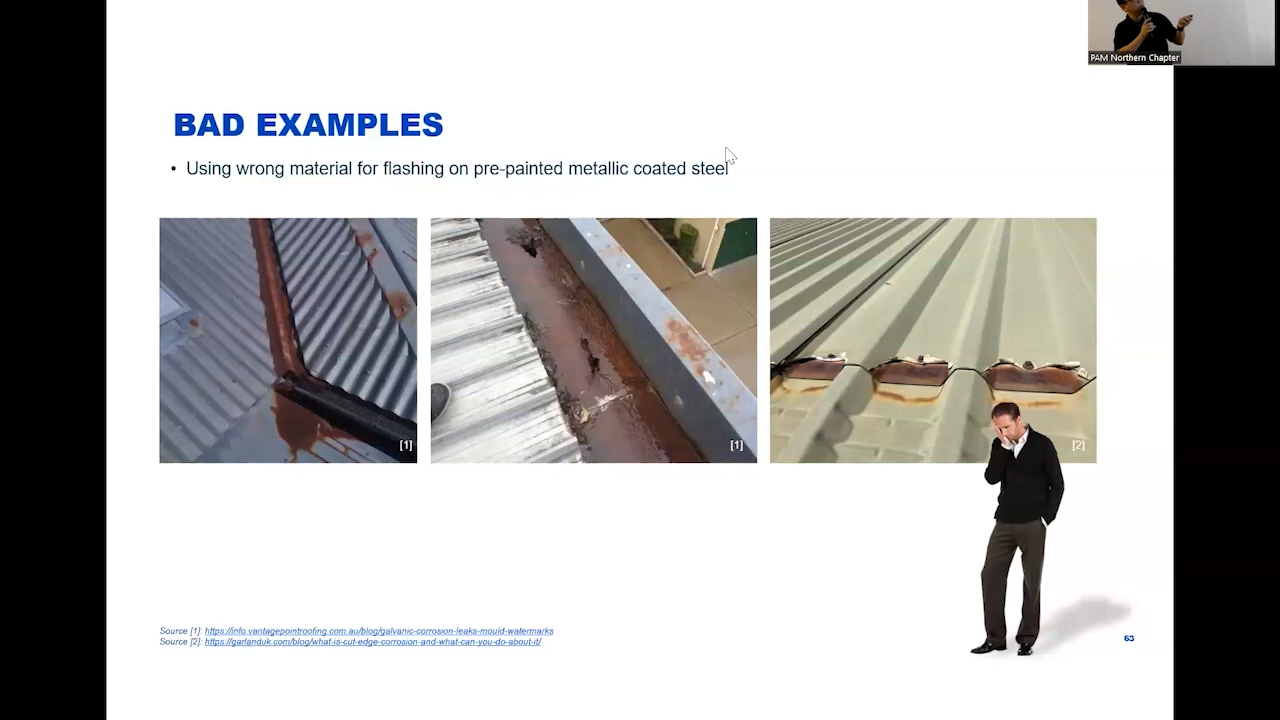 PAM Northern Chapter
BAD EXAMPLES
• Using wrong material for flashing on pre-painted metallic coated steel
[1]
[1]
[2]
Source [1]: https://info.vantagepointroofing.com.au/blog/galvanic-corrosion-leaks-mould-watermarks
Source [2]: https://garlanduk.com/blog/what-is-cut-edge-corrosion-and-what-can-you-do-about-it/
63